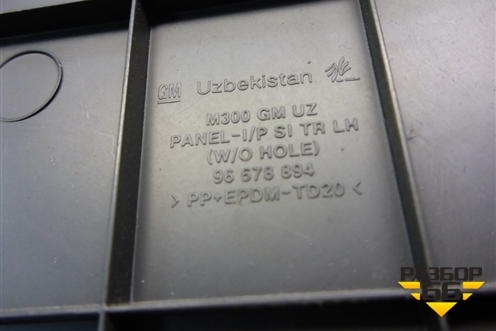 GM Uzbekistan
M300 GM UZ
PANEL-I/P SI TR LH
(W/O HOLE)
96 678 894
> PP+EPDM-TD20 <
РАЗБОР
66